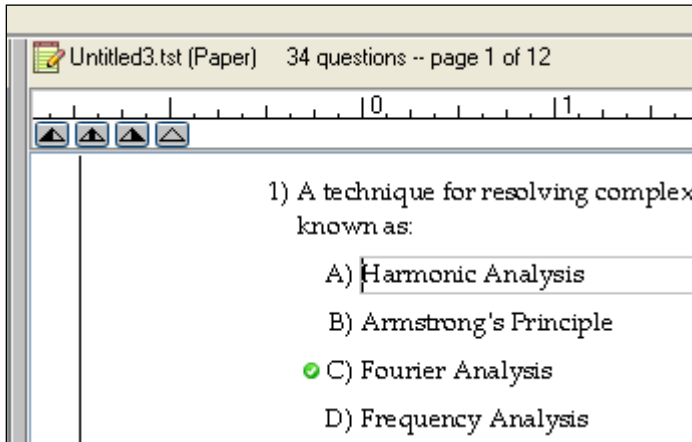 Untitled3.tst (Paper) 34 questions -- page 1 of 12
0 1
1) A technique for resolving complex
known as:
A) Harmonic Analysis
B) Armstrong's Principle
C) Fourier Analysis
D) Frequency Analysis